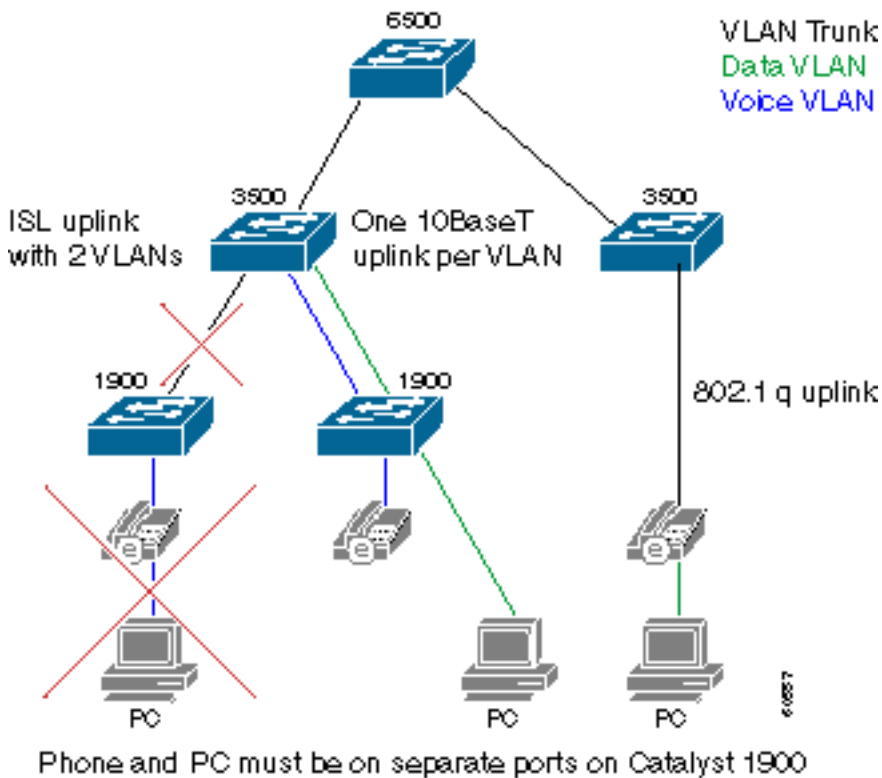 6500
VLAN Trunk
Data VLAN
Voice VLAN
3500
ISL uplink
with 2 VLANs
One 10BaseT
uplink per VLAN
3500
1900
1900
802.1 q uplink
e
e
e
PC
PC
PC
Phone and PC must be on separate ports on Catalyst 1900